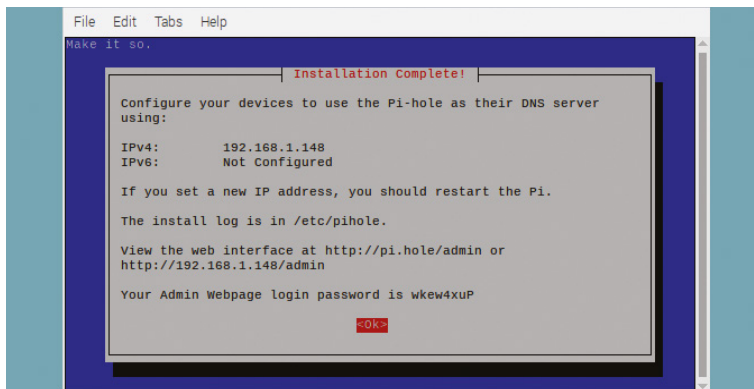 File Edit Tabs Help
Make it so.
Installation Complete!
Configure your devices to use the Pi-hole as their DNS server
using:
IPv4: 192.168.1.148
IPv6: Not Configured
If you set a new IP address, you should restart the Pi.
The install log is in /etc/pihole.
View the web interface at http://pi.hole/admin or
http://192.168.1.148/admin
Your Admin Webpage login password is wkew4xuP
<Ok>